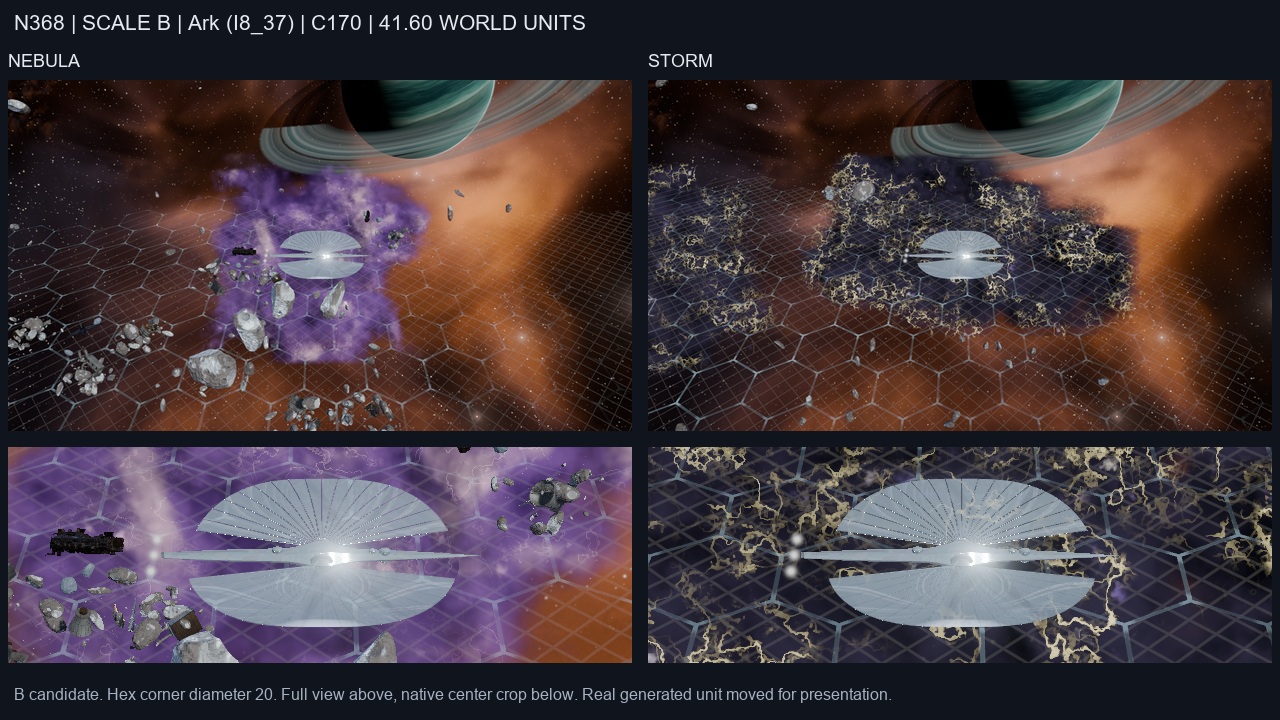 N368 | SCALE B | Ark (I8_37) | C170 | 41.60 WORLD UNITS
NEBULA
STORM
B candidate. Hex corner diameter 20. Full view above, native center crop below. Real generated unit moved for presentation.